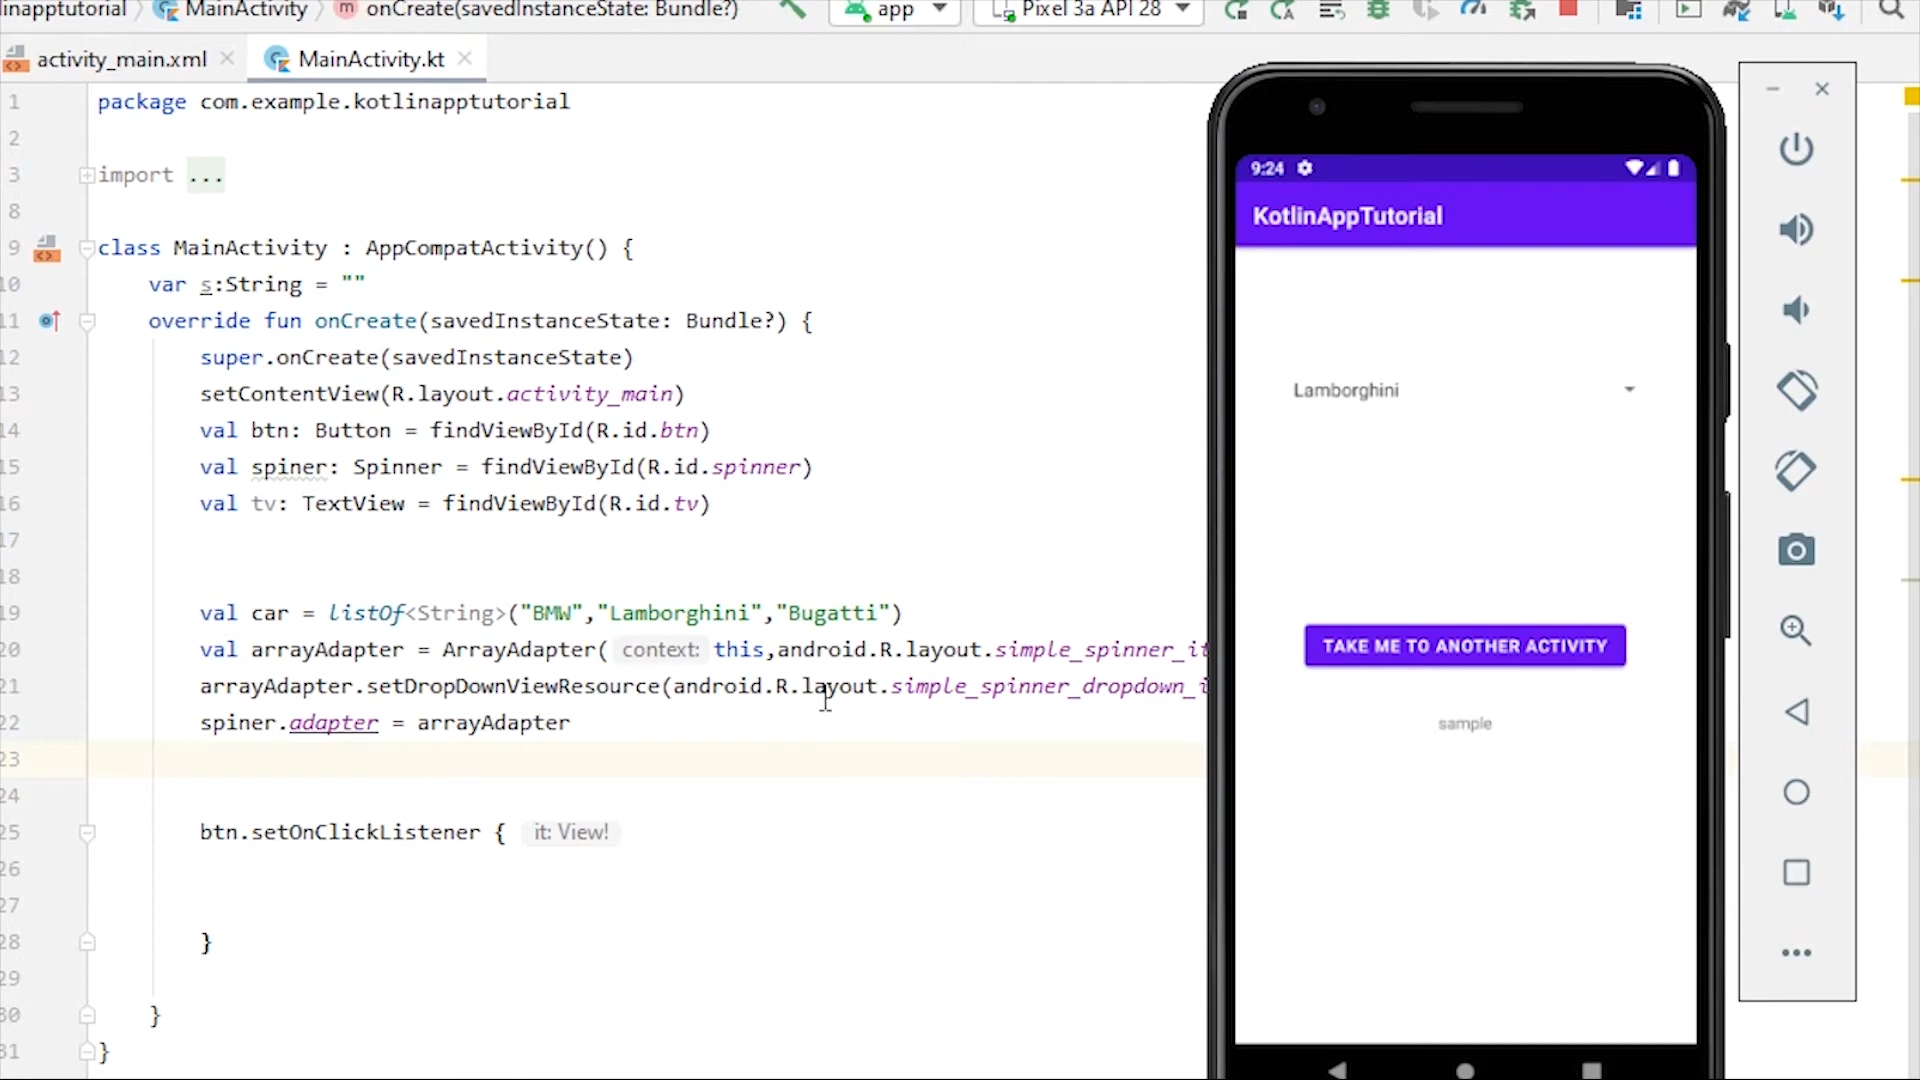 inapptutorial MainActivity onCreate(savedInstanceState: Bundle?) app Pixel 3a API 28
activity_main.xml MainActivity.kt
1 package com.example.kotlinapptutorial
2
3 import ...
8
9 class MainActivity : AppCompatActivity() {
10 var s:String = ""
11 override fun onCreate(savedInstanceState: Bundle?) {
12 super.onCreate(savedInstanceState)
13 setContentView(R.layout.activity_main)
14 val btn: Button = findViewById(R.id.btn)
15 val spiner: Spinner = findViewById(R.id.spinner)
16 val tv: TextView = findViewById(R.id.tv)
17
18
19 val car = listOf<String>("BMW","Lamborghini","Bugatti")
20 val arrayAdapter = ArrayAdapter( context: this,android.R.layout.simple_spinner_it
21 arrayAdapter.setDropDownViewResource(android.R.layout.simple_spinner_dropdown_i
22 spiner.adapter = arrayAdapter
23
24
25 btn.setOnClickListener { it: View!
26
27
28 }
29
30 }
31 }
9:24
KotlinAppTutorial
Lamborghini
TAKE ME TO ANOTHER ACTIVITY
sample